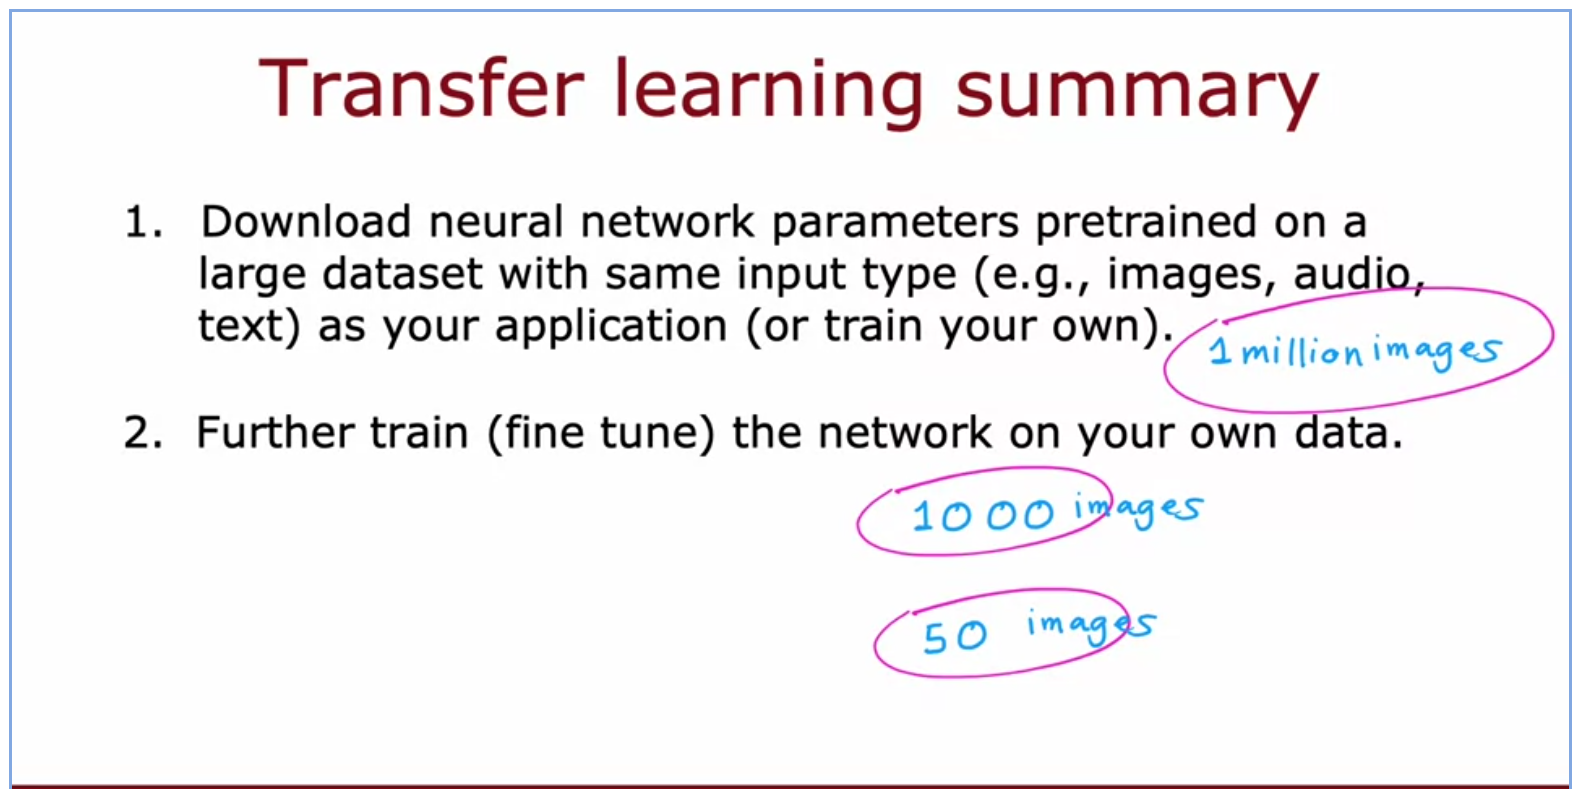 Transfer learning summary
1. Download neural network parameters pretrained on a
large dataset with same input type (e.g., images, audio,
text) as your application (or train your own).
1 million images
2. Further train (fine tune) the network on your own data.
1000 images
50 images